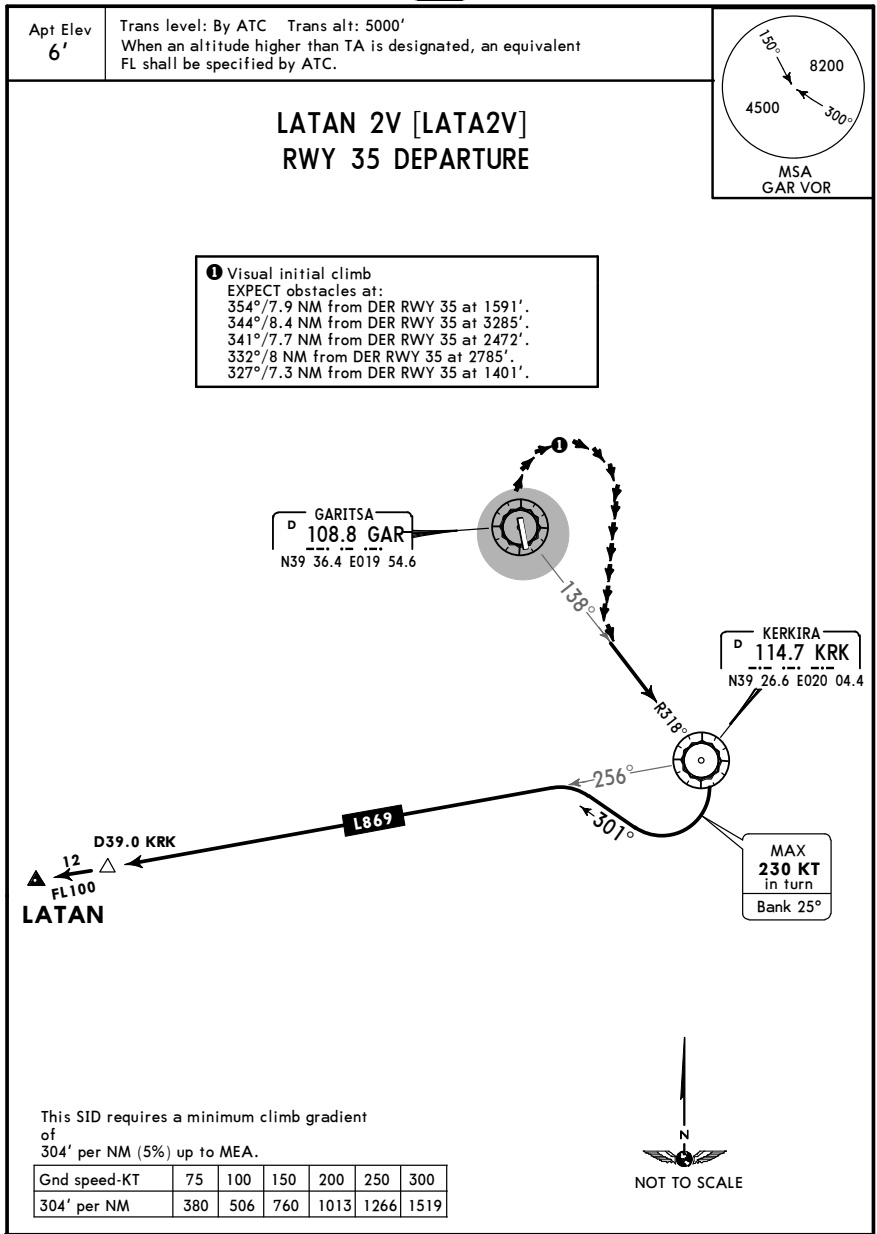 Apt Elev
6'
Trans level: By ATC Trans alt: 5000'
When an altitude higher than TA is designated, an equivalent
FL shall be specified by ATC.
150°
8200
4500
300°
MSA
GAR VOR
LATAN 2V [LATA2V]
RWY 35 DEPARTURE
❶ Visual initial climb
EXPECT obstacles at:
354°/7.9 NM from DER RWY 35 at 1591'.
344°/8.4 NM from DER RWY 35 at 3285'.
341°/7.7 NM from DER RWY 35 at 2472'.
332°/8 NM from DER RWY 35 at 2785'.
327°/7.3 NM from DER RWY 35 at 1401'.
❶
GARITSA
D 108.8 GAR
N39 36.4 E019 54.6
138°
KERKIRA
D 114.7 KRK
N39 26.6 E020 04.4
R318°
256°
301°
L869
D39.0 KRK
12
FL100
LATAN
MAX
230 KT
in turn
Bank 25°
This SID requires a minimum climb gradient
of
304' per NM (5%) up to MEA.
Gnd speed-KT 75 100 150 200 250 300
304' per NM 380 506 760 1013 1266 1519
N
NOT TO SCALE